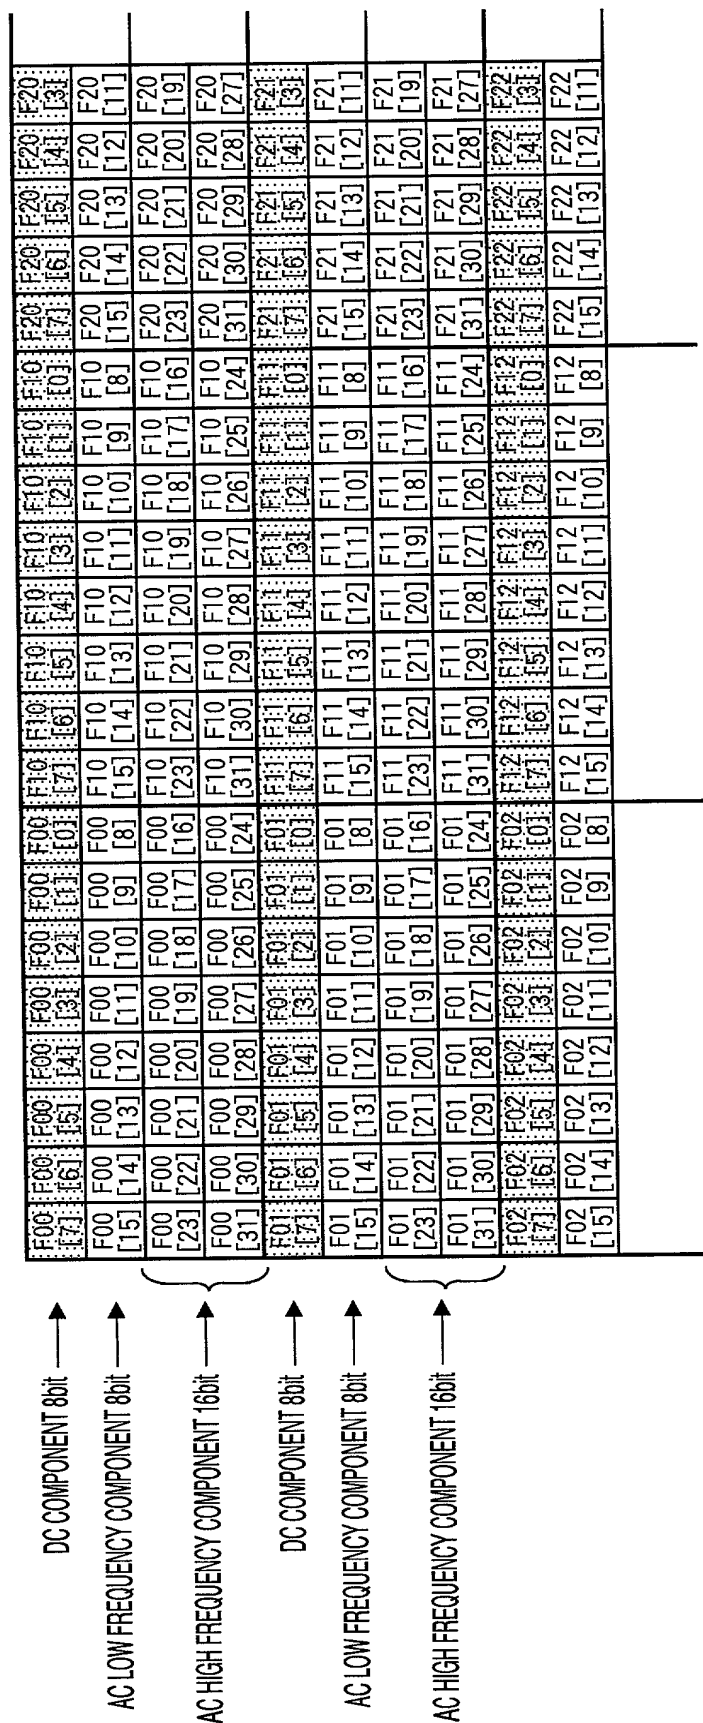 DC COMPONENT 8bit
F00 F00 F00 F00 F00 F00 F00 F00 F10 F10 F10 F10 F10 F10 F10 F10 F20 F20 F20 F20 F20
[7] [6] [5] [4] [3] [2] [1] [0] [7] [6] [5] [4] [3] [2] [1] [0] [7] [6] [5] [4] [3]
AC LOW FREQUENCY COMPONENT 8bit
F00 F00 F00 F00 F00 F00 F00 F00 F10 F10 F10 F10 F10 F10 F10 F10 F20 F20 F20 F20 F20
[15] [14] [13] [12] [11] [10] [9] [8] [15] [14] [13] [12] [11] [10] [9] [8] [15] [14] [13] [12] [11]
AC HIGH FREQUENCY COMPONENT 16bit
F00 F00 F00 F00 F00 F00 F00 F00 F10 F10 F10 F10 F10 F10 F10 F10 F20 F20 F20 F20 F20
[23] [22] [21] [20] [19] [18] [17] [16] [23] [22] [21] [20] [19] [18] [17] [16] [23] [22] [21] [20] [19]
F00 F00 F00 F00 F00 F00 F00 F00 F10 F10 F10 F10 F10 F10 F10 F10 F20 F20 F20 F20 F20
[31] [30] [29] [28] [27] [26] [25] [24] [31] [30] [29] [28] [27] [26] [25] [24] [31] [30] [29] [28] [27]
DC COMPONENT 8bit
F01 F01 F01 F01 F01 F01 F01 F01 F11 F11 F11 F11 F11 F11 F11 F11 F21 F21 F21 F21 F21
[7] [6] [5] [4] [3] [2] [1] [0] [7] [6] [5] [4] [3] [2] [1] [0] [7] [6] [5] [4] [3]
AC LOW FREQUENCY COMPONENT 8bit
F01 F01 F01 F01 F01 F01 F01 F01 F11 F11 F11 F11 F11 F11 F11 F11 F21 F21 F21 F21 F21
[15] [14] [13] [12] [11] [10] [9] [8] [15] [14] [13] [12] [11] [10] [9] [8] [15] [14] [13] [12] [11]
AC HIGH FREQUENCY COMPONENT 16bit
F01 F01 F01 F01 F01 F01 F01 F01 F11 F11 F11 F11 F11 F11 F11 F11 F21 F21 F21 F21 F21
[23] [22] [21] [20] [19] [18] [17] [16] [23] [22] [21] [20] [19] [18] [17] [16] [23] [22] [21] [20] [19]
F01 F01 F01 F01 F01 F01 F01 F01 F11 F11 F11 F11 F11 F11 F11 F11 F21 F21 F21 F21 F21
[31] [30] [29] [28] [27] [26] [25] [24] [31] [30] [29] [28] [27] [26] [25] [24] [31] [30] [29] [28] [27]
F02 F02 F02 F02 F02 F02 F02 F02 F12 F12 F12 F12 F12 F12 F12 F12 F22 F22 F22 F22 F22
[7] [6] [5] [4] [3] [2] [1] [0] [7] [6] [5] [4] [3] [2] [1] [0] [7] [6] [5] [4] [3]
F02 F02 F02 F02 F02 F02 F02 F02 F12 F12 F12 F12 F12 F12 F12 F12 F22 F22 F22 F22 F22
[15] [14] [13] [12] [11] [10] [9] [8] [15] [14] [13] [12] [11] [10] [9] [8] [15] [14] [13] [12] [11]